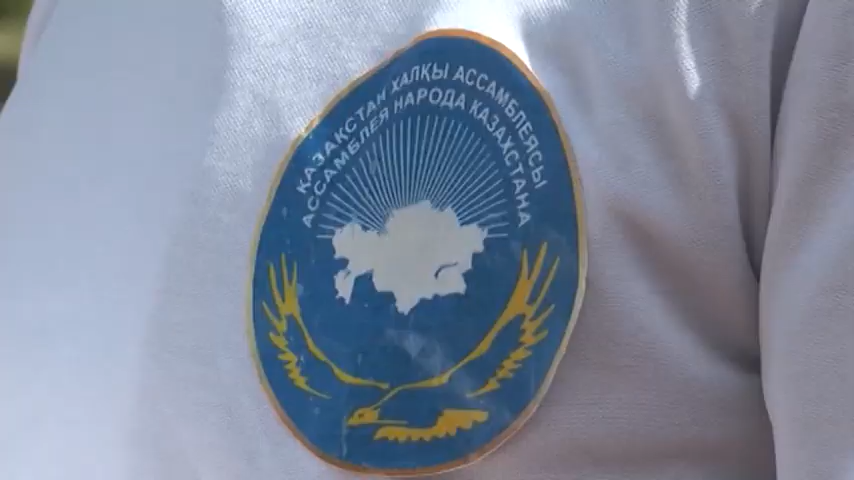 ҚАЗАҚСТАН ХАЛҚЫ АССАМБЛЕЯСЫ
АССАМБЛЕЯ НАРОДА КАЗАХСТАНА